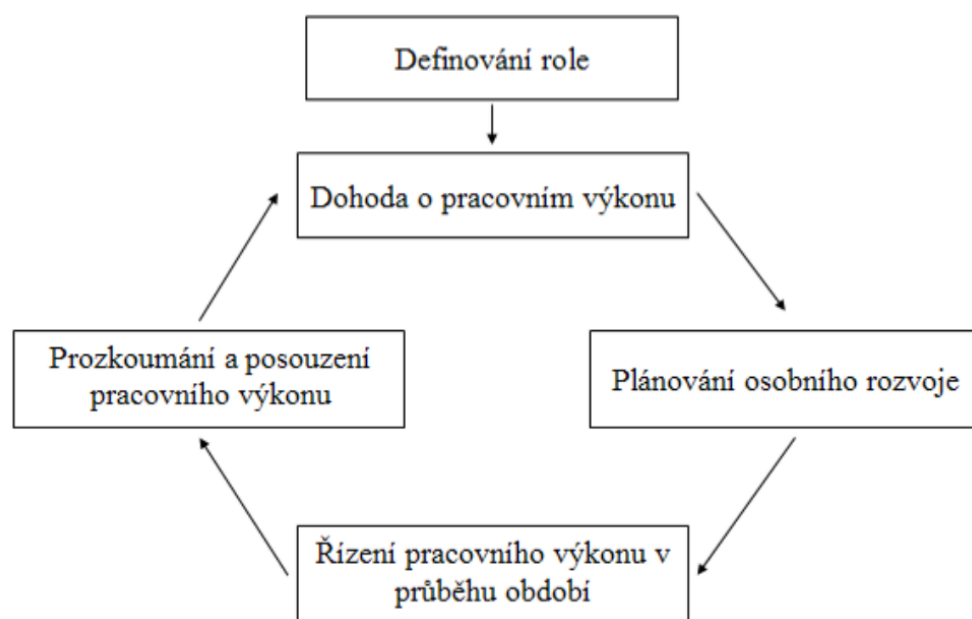 Definování role
Dohoda o pracovním výkonu
Prozkoumání a posouzení
pracovního výkonu
Plánování osobního rozvoje
Řízení pracovního výkonu v
průběhu období